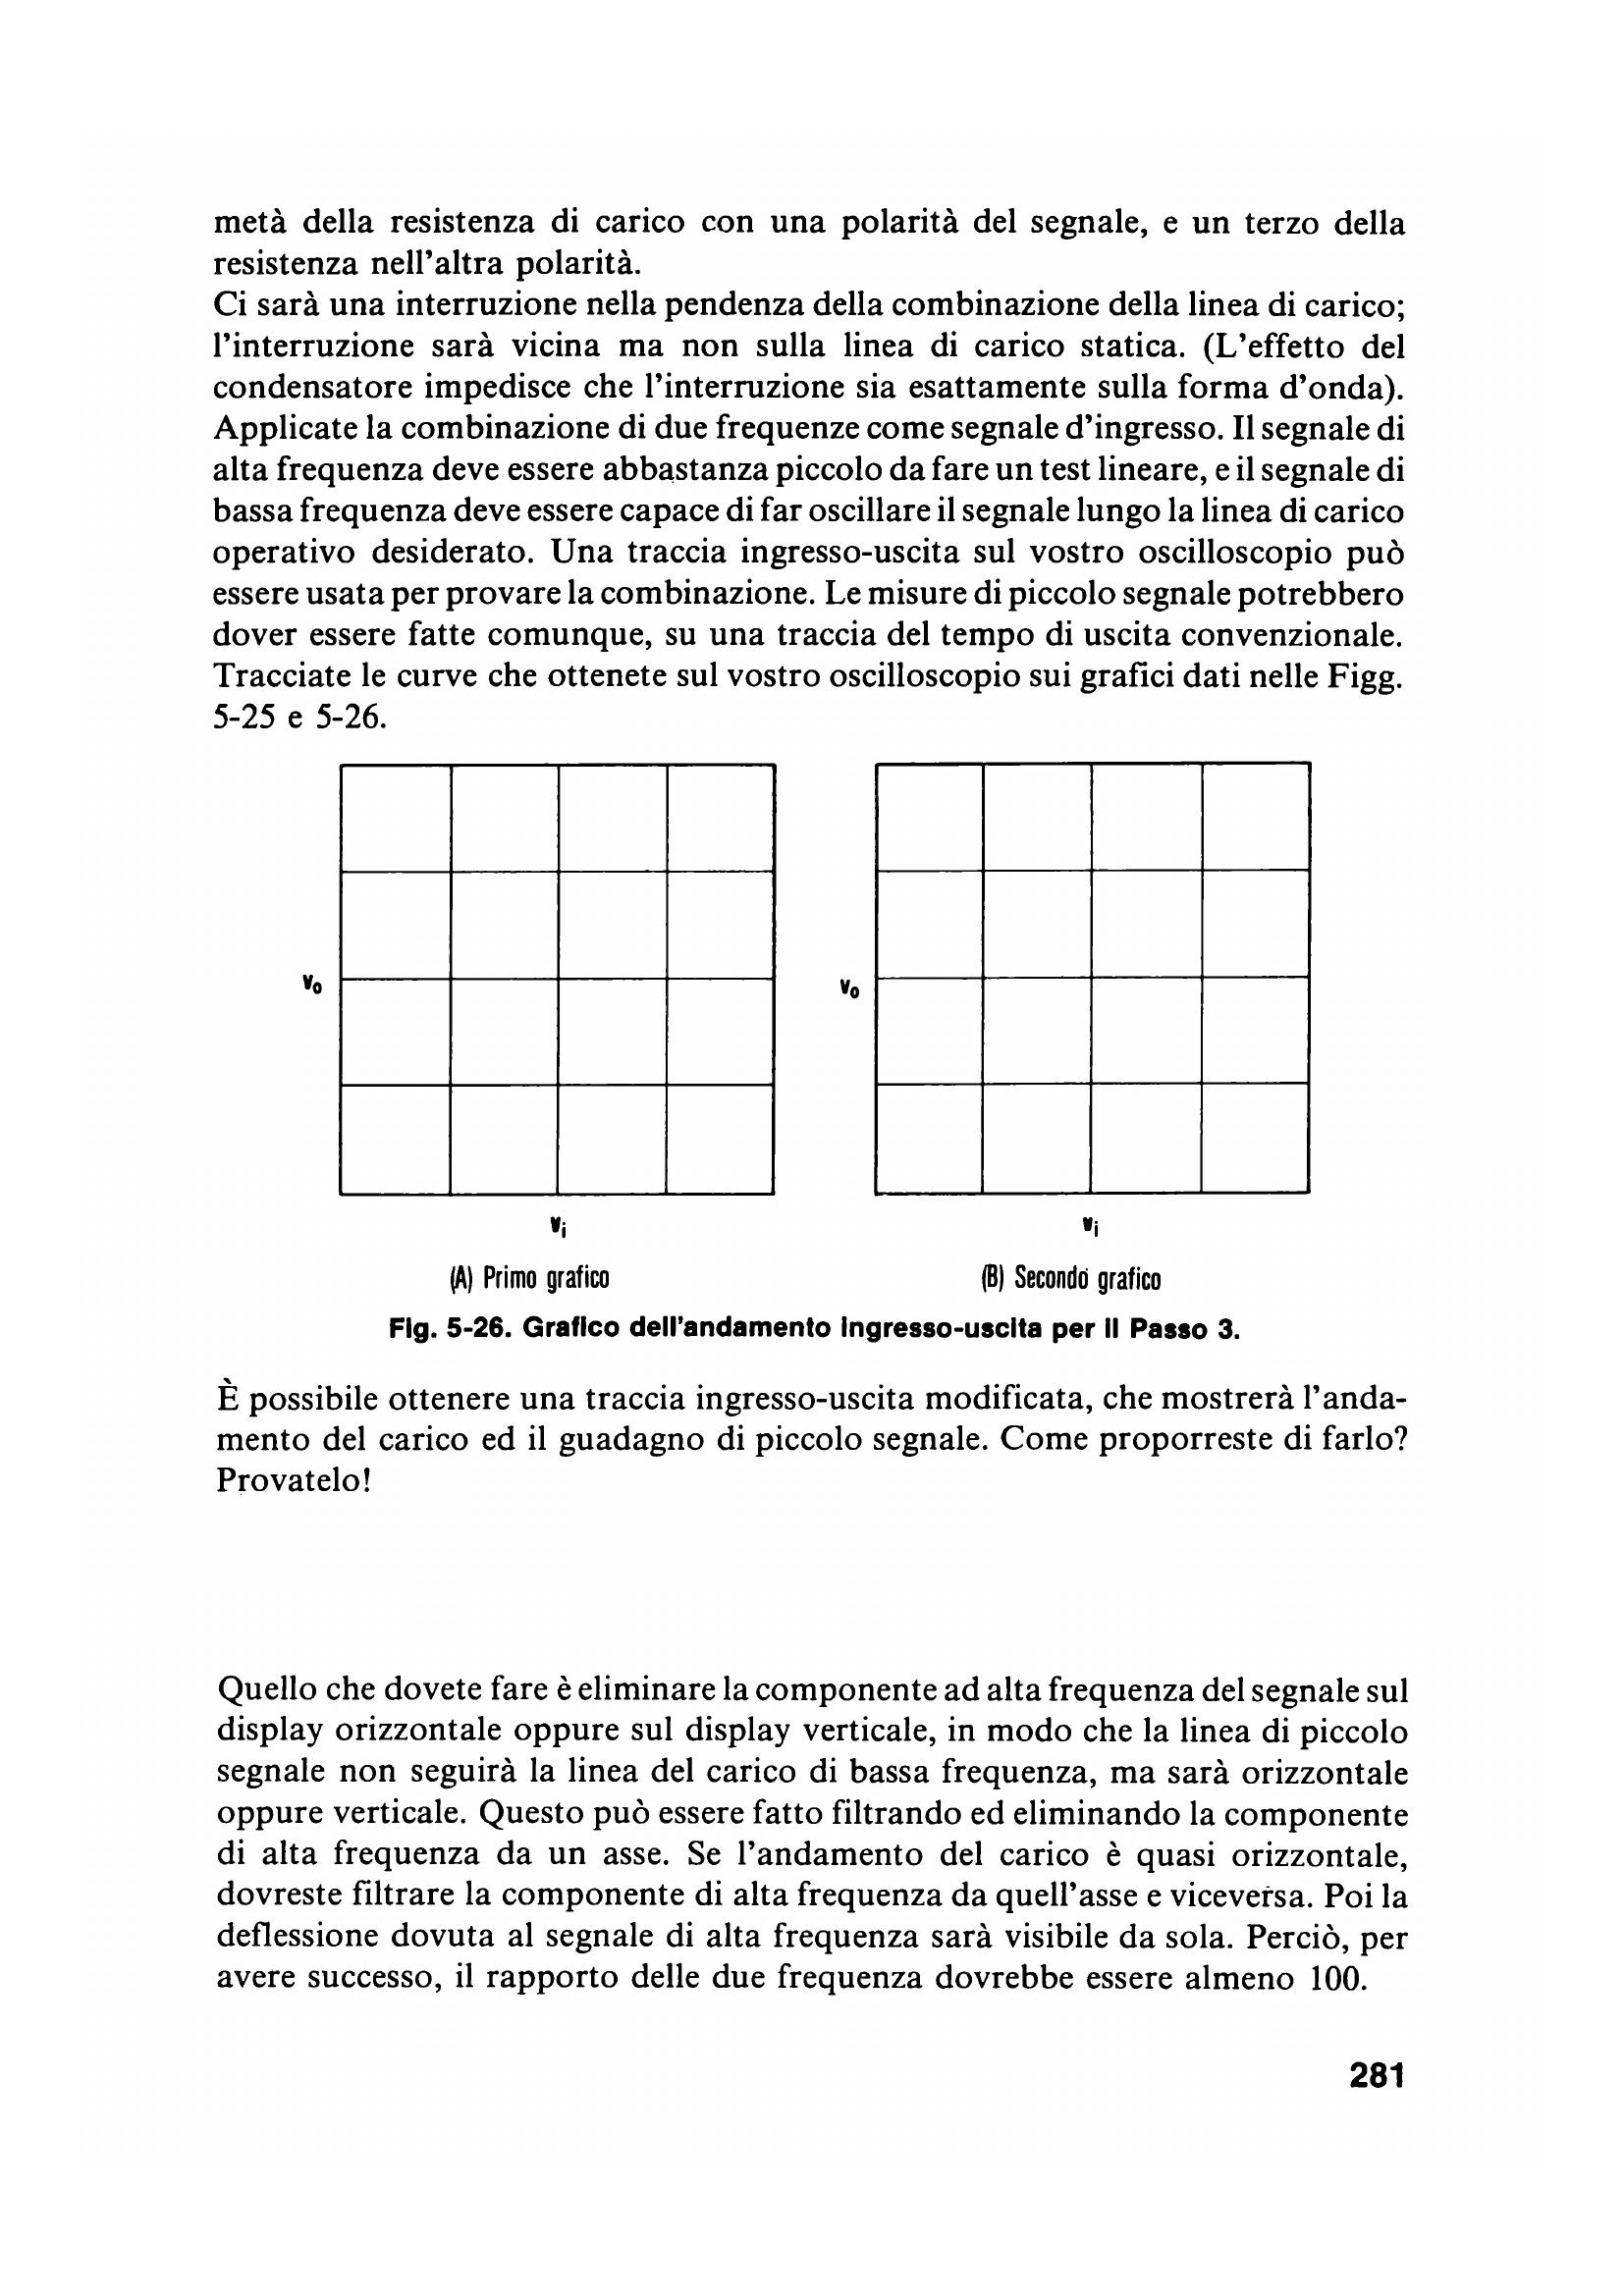 metà della resistenza di carico con una polarità del segnale, e un terzo della
resistenza nell'altra polarità.
Ci sarà una interruzione nella pendenza della combinazione della linea di carico;
l'interruzione sarà vicina ma non sulla linea di carico statica. (L'effetto del
condensatore impedisce che l'interruzione sia esattamente sulla forma d'onda).
Applicate la combinazione di due frequenze come segnale d'ingresso. Il segnale di
alta frequenza deve essere abbastanza piccolo da fare un test lineare, e il segnale di
bassa frequenza deve essere capace di far oscillare il segnale lungo la linea di carico
operativo desiderato. Una traccia ingresso-uscita sul vostro oscilloscopio può
essere usata per provare la combinazione. Le misure di piccolo segnale potrebbero
dover essere fatte comunque, su una traccia del tempo di uscita convenzionale.
Tracciate le curve che ottenete sul vostro oscilloscopio sui grafici dati nelle Figg.
5-25 e 5-26.
vo
vi
(A) Primo grafico
vo
vi
(B) Secondo grafico
Fig. 5-26. Grafico dell'andamento ingresso-uscita per il Passo 3.
È possibile ottenere una traccia ingresso-uscita modificata, che mostrerà l'anda-
mento del carico ed il guadagno di piccolo segnale. Come proporreste di farlo?
Provatelo!
Quello che dovete fare è eliminare la componente ad alta frequenza del segnale sul
display orizzontale oppure sul display verticale, in modo che la linea di piccolo
segnale non seguirà la linea del carico di bassa frequenza, ma sarà orizzontale
oppure verticale. Questo può essere fatto filtrando ed eliminando la componente
di alta frequenza da un asse. Se l'andamento del carico è quasi orizzontale,
dovreste filtrare la componente di alta frequenza da quell'asse e viceversa. Poi la
deflessione dovuta al segnale di alta frequenza sarà visibile da sola. Perciò, per
avere successo, il rapporto delle due frequenza dovrebbe essere almeno 100.
281